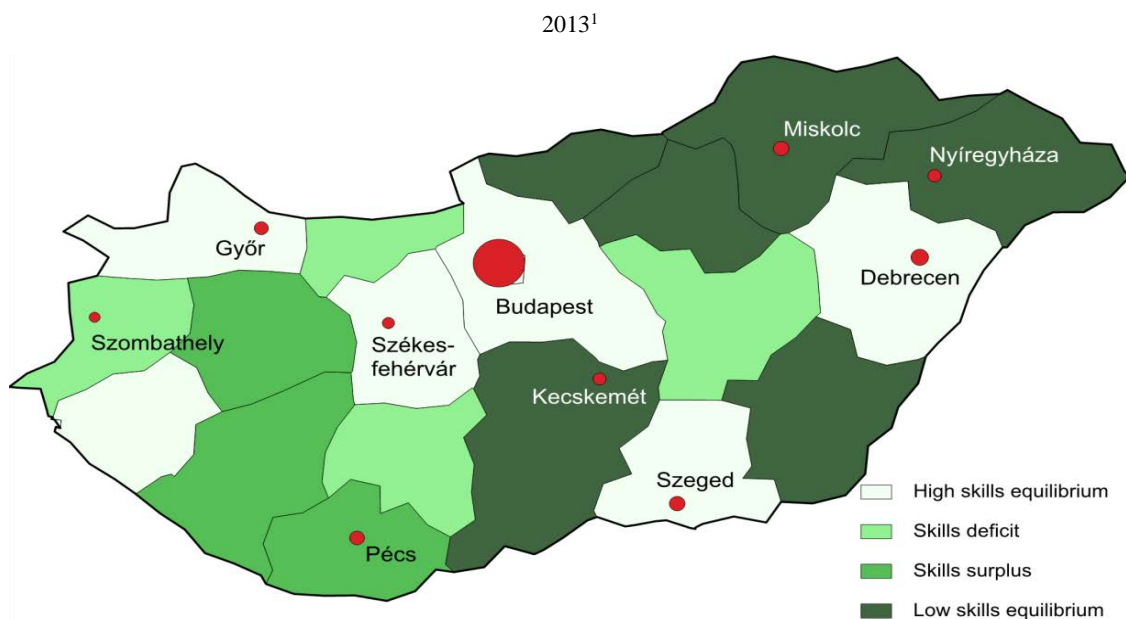 2013¹
Miskolc
Nyíregyháza
Győr
Budapest
Debrecen
Szombathely
Székes-
fehérvár
Kecskemét
Szeged
Pécs
High skills equilibrium
Skills deficit
Skills surplus
Low skills equilibrium